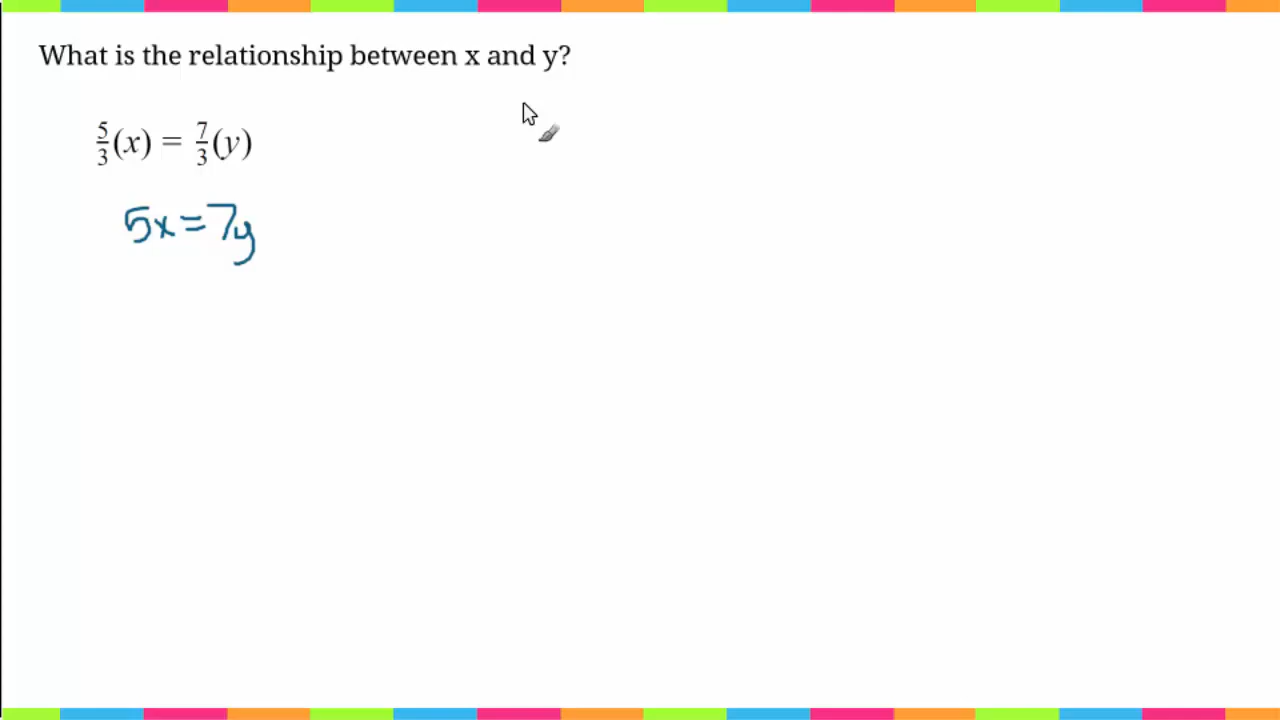 What is the relationship between x and y?
5/3(x) = 7/3(y)
5x=7y